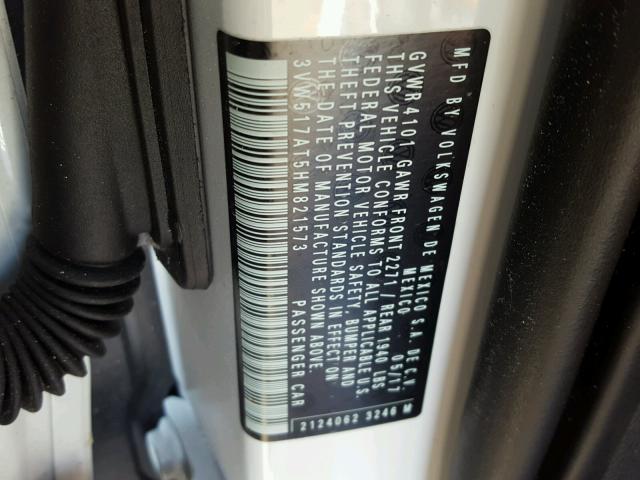 MFD BY VOLKSWAGEN DE MEXICO S.A. DE C.V.
MEXICO 05/17
GVWR 4101 GAWR FRONT 2271 / REAR 1940 LBS
THIS VEHICLE CONFORMS TO ALL APPLICABLE U.S.
FEDERAL MOTOR VEHICLE SAFETY, BUMPER AND
THEFT PREVENTION STANDARDS IN EFFECT ON
THE DATE OF MANUFACTURE SHOWN ABOVE.
3VW517AT5HM821573 PASSENGER CAR
2124062 3246 M